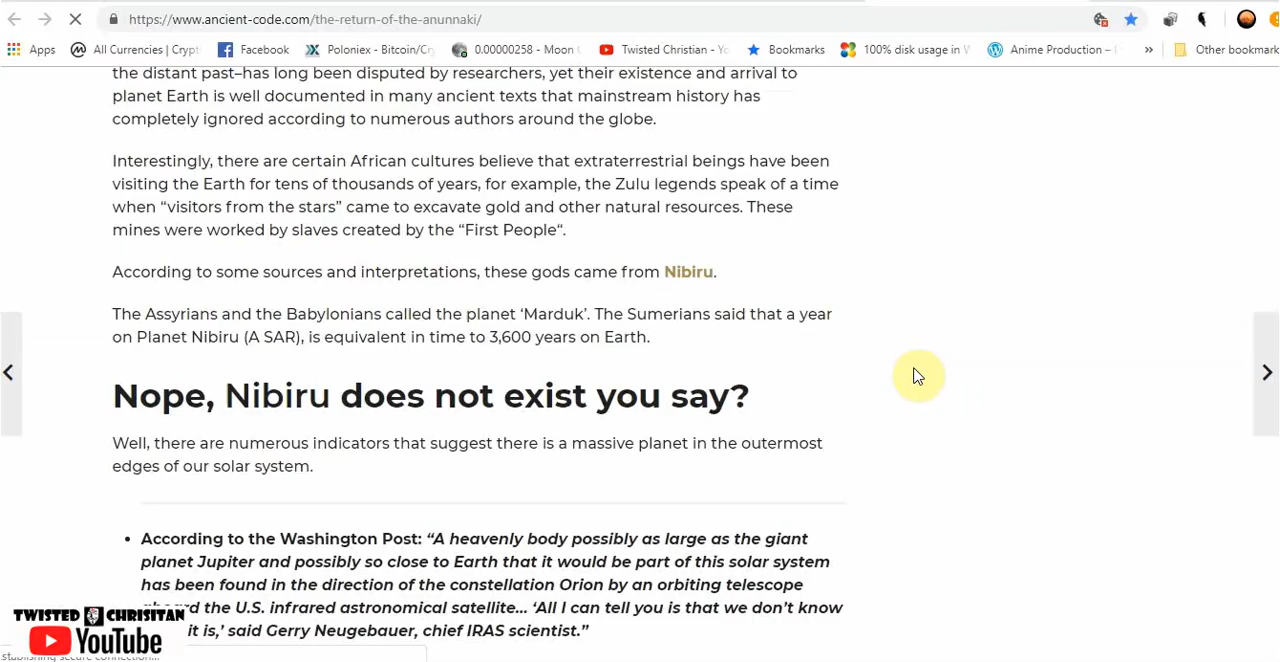 https://www.ancient-code.com/the-return-of-the-anunnaki/
Apps All Currencies | Crypt Facebook Poloniex - Bitcoin/Cry 0.00000258 - Moon Twisted Christian - Yo Bookmarks 100% disk usage in W Anime Production – » Other bookmark
the distant past–has long been disputed by researchers, yet their existence and arrival to
planet Earth is well documented in many ancient texts that mainstream history has
completely ignored according to numerous authors around the globe.
Interestingly, there are certain African cultures believe that extraterrestrial beings have been
visiting the Earth for tens of thousands of years, for example, the Zulu legends speak of a time
when “visitors from the stars” came to excavate gold and other natural resources. These
mines were worked by slaves created by the “First People“.
According to some sources and interpretations, these gods came from Nibiru.
The Assyrians and the Babylonians called the planet ‘Marduk’. The Sumerians said that a year
on Planet Nibiru (A SAR), is equivalent in time to 3,600 years on Earth.
Nope, Nibiru does not exist you say?
Well, there are numerous indicators that suggest there is a massive planet in the outermost
edges of our solar system.
• According to the Washington Post: “A heavenly body possibly as large as the giant
planet Jupiter and possibly so close to Earth that it would be part of this solar system
has been found in the direction of the constellation Orion by an orbiting telescope
the U.S. infrared astronomical satellite… ‘All I can tell you is that we don’t know
it is,’ said Gerry Neugebauer, chief IRAS scientist.”
TWISTED CHRISITAN
YouTube